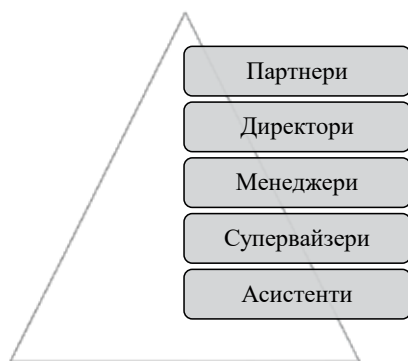 Партнери
Директори
Менеджери
Супервайзери
Асистенти